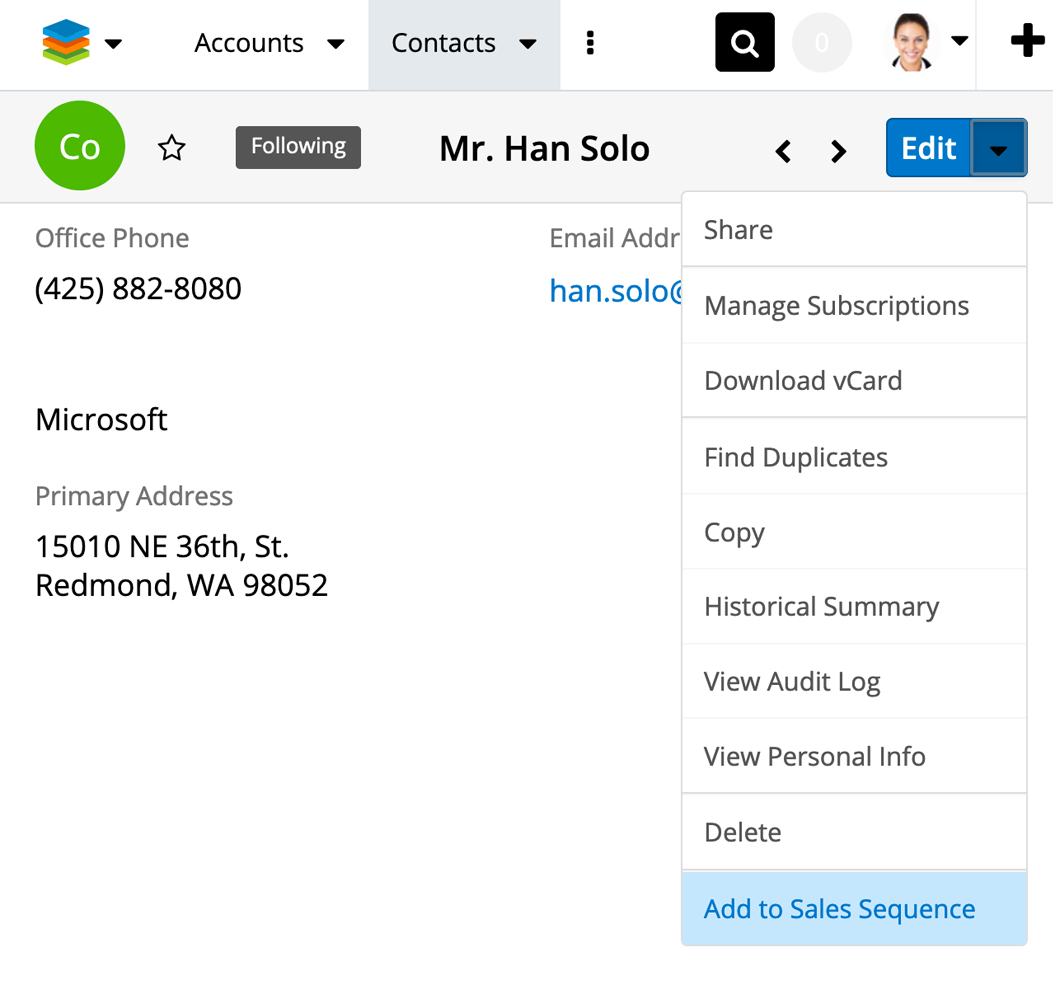 Accounts
Contacts
0
Co
Following
Mr. Han Solo
Edit
Office Phone
(425) 882-8080
Email Addr
han.solo@
Microsoft
Primary Address
15010 NE 36th, St.
Redmond, WA 98052
Share
Manage Subscriptions
Download vCard
Find Duplicates
Copy
Historical Summary
View Audit Log
View Personal Info
Delete
Add to Sales Sequence